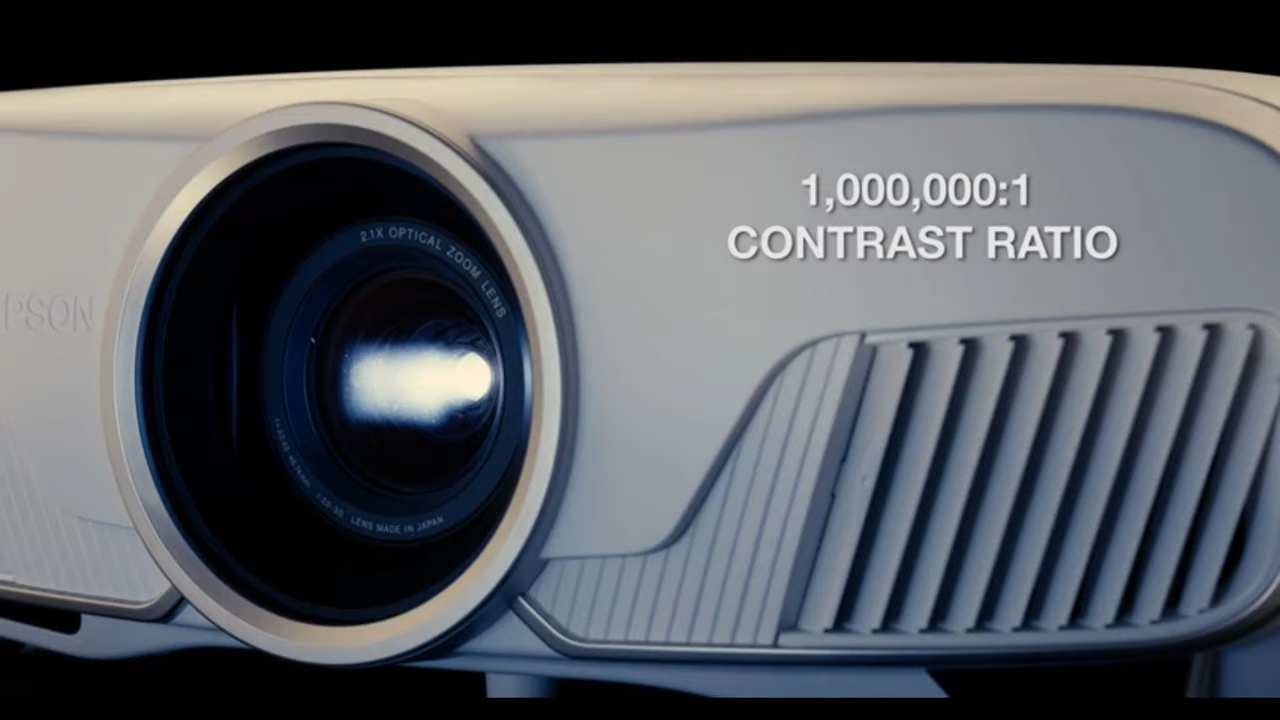 1,000,000:1
CONTRAST RATIO
PSON
2.1X OPTICAL ZOOM LENS
LENS MADE IN JAPAN